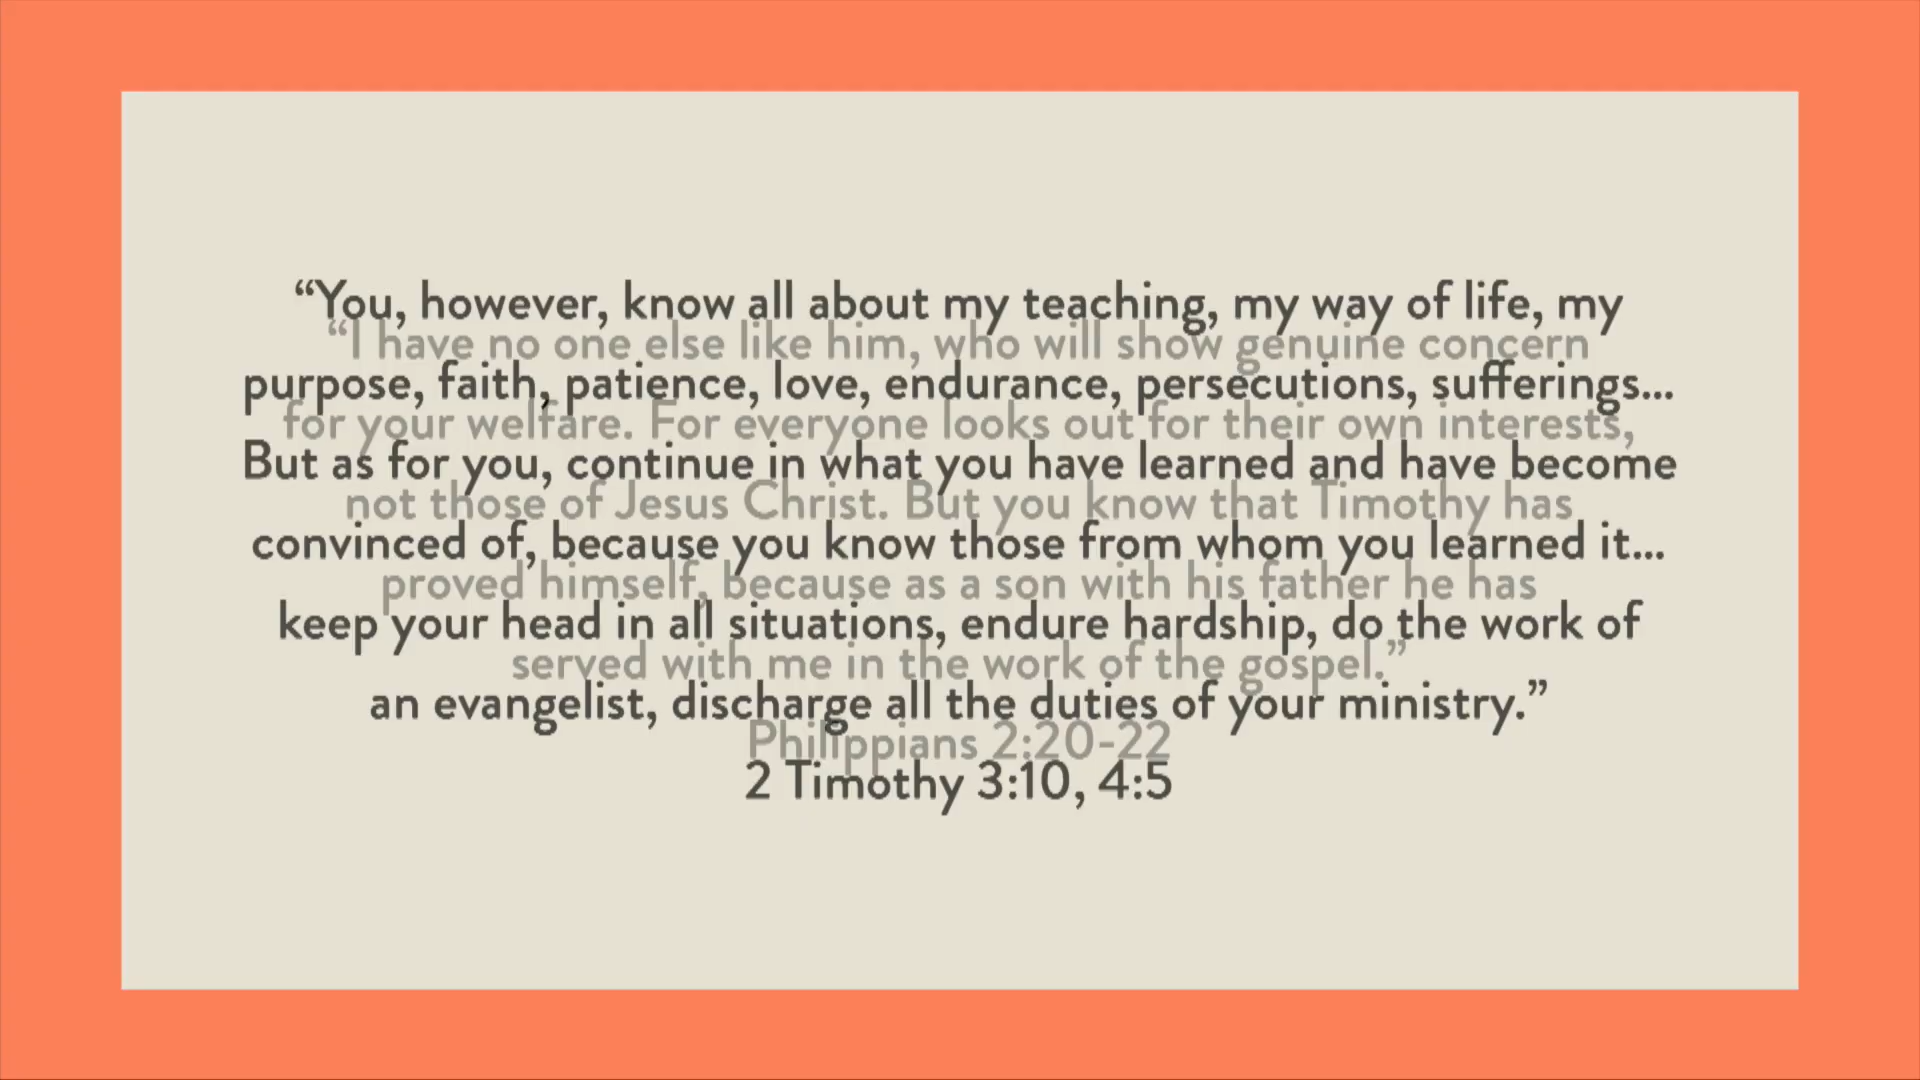 “You, however, know all about my teaching, my way of life, my
“I have no one else like him, who will show genuine concern
purpose, faith, patience, love, endurance, persecutions, sufferings...
for your welfare. For everyone looks out for their own interests,
But as for you, continue in what you have learned and have become
not those of Jesus Christ. But you know that Timothy has
convinced of, because you know those from whom you learned it...
proved himself, because as a son with his father he has
keep your head in all situations, endure hardship, do the work of
served with me in the work of the gospel.”
an evangelist, discharge all the duties of your ministry.”
Philippians 2:20-22
2 Timothy 3:10, 4:5